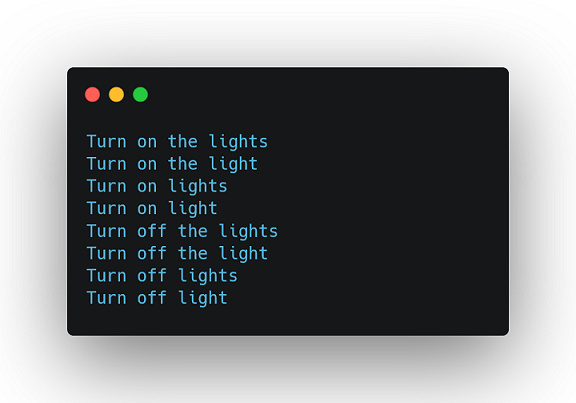 Turn on the lights
Turn on the light
Turn on lights
Turn on light
Turn off the lights
Turn off the light
Turn off lights
Turn off light